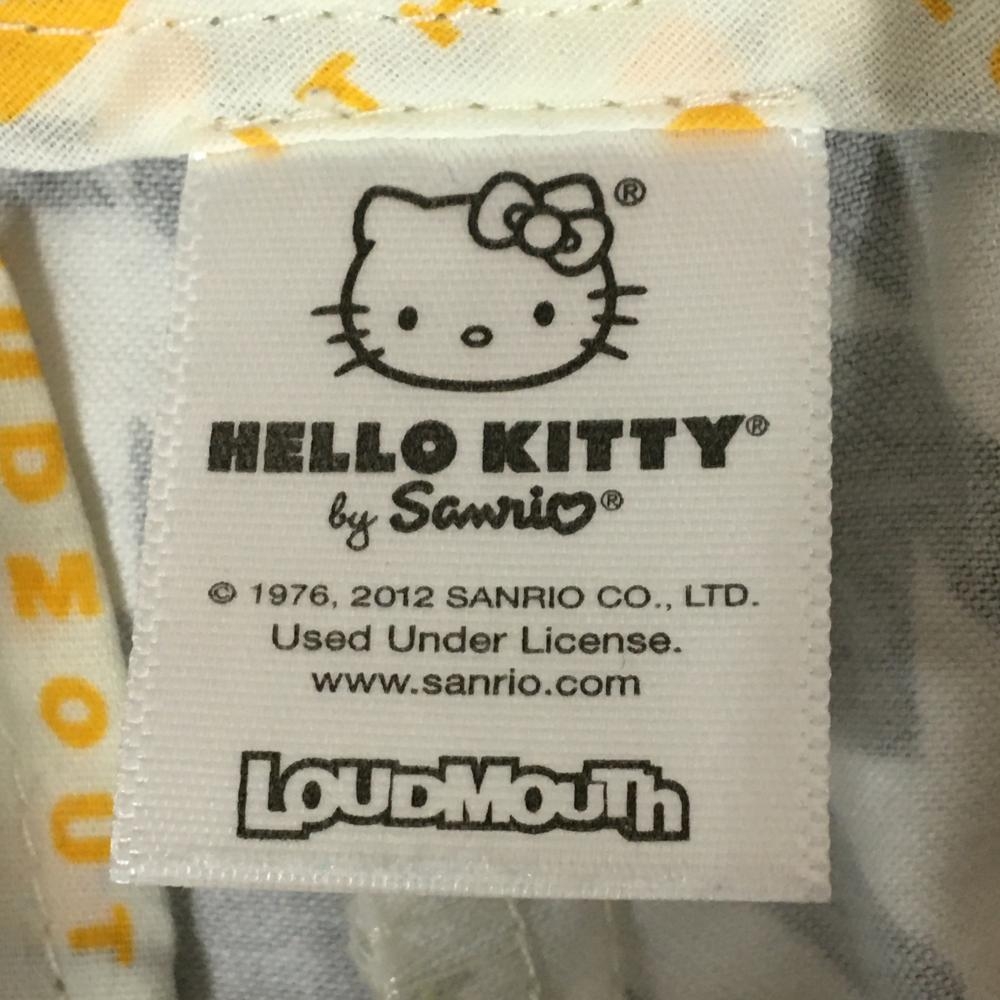 ®
HELLO KITTY®
by Sanrio®
© 1976, 2012 SANRIO CO., LTD.
Used Under License.
www.sanrio.com
LOUDMOUTH
D
M
O
U
T